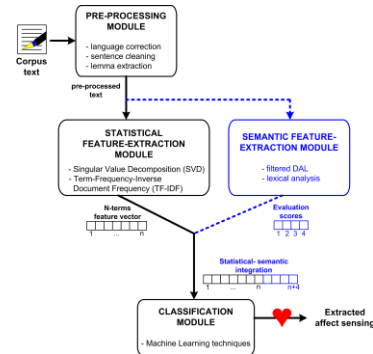 PRE-PROCESSING
MODULE
- language correction
- sentence cleaning
- lemma extraction
Corpus
text
pre-processed
text
STATISTICAL
FEATURE-EXTRACTION
MODULE
- Singular Value Decomposition (SVD)
- Term-Frequency-Inverse
Document Frequency (TF-IDF)
SEMANTIC FEATURE-
EXTRACTION MODULE
- filtered DAL
- lexical analysis
N-terms
feature vector
1 ... n
Evaluation
scores
1 2 3 4
Statistical- semantic
integration
1 ... n n+4
CLASSIFICATION
MODULE
- Machine Learning techniques
Extracted
affect sensing